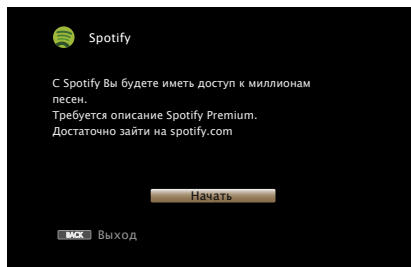 Spotify
С Spotify Вы будете иметь доступ к миллионам
песен.
Требуется описание Spotify Premium.
Достаточно зайти на spotify.com
Начать
BACK Выход